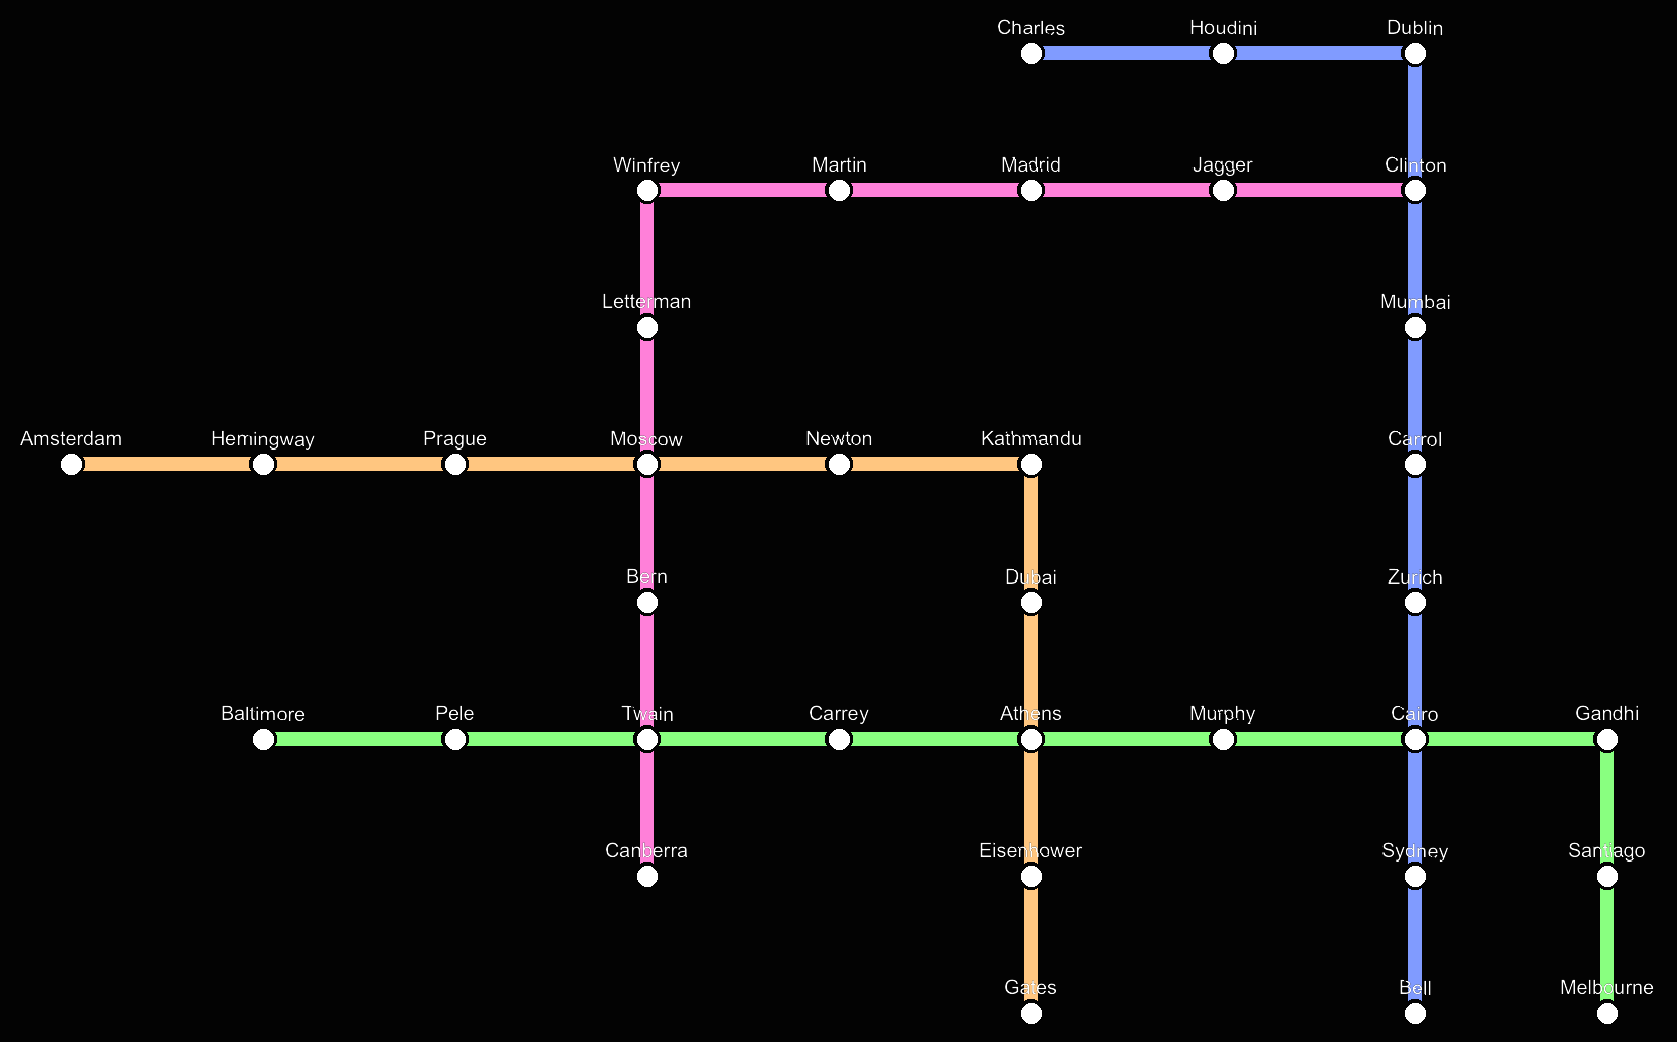 Charles
Houdini
Dublin
Winfrey
Martin
Madrid
Jagger
Clinton
Letterman
Mumbai
Amsterdam
Hemingway
Prague
Moscow
Newton
Kathmandu
Carrol
Bern
Dubai
Zurich
Baltimore
Pele
Twain
Carrey
Athens
Murphy
Cairo
Gandhi
Canberra
Eisenhower
Sydney
Santiago
Gates
Bell
Melbourne